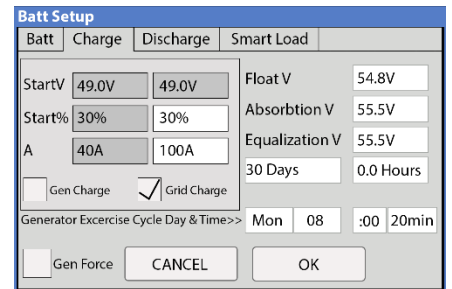 Batt Setup
Batt Charge Discharge Smart Load
StartV 49.0V 49.0V
Start% 30% 30%
A 40A 100A
Gen Charge Grid Charge
Float V 54.8V
Absorbtion V 55.5V
Equalization V 55.5V
30 Days 0.0 Hours
Generator Excercise Cycle Day & Time>> Mon 08 :00 20min
Gen Force CANCEL OK